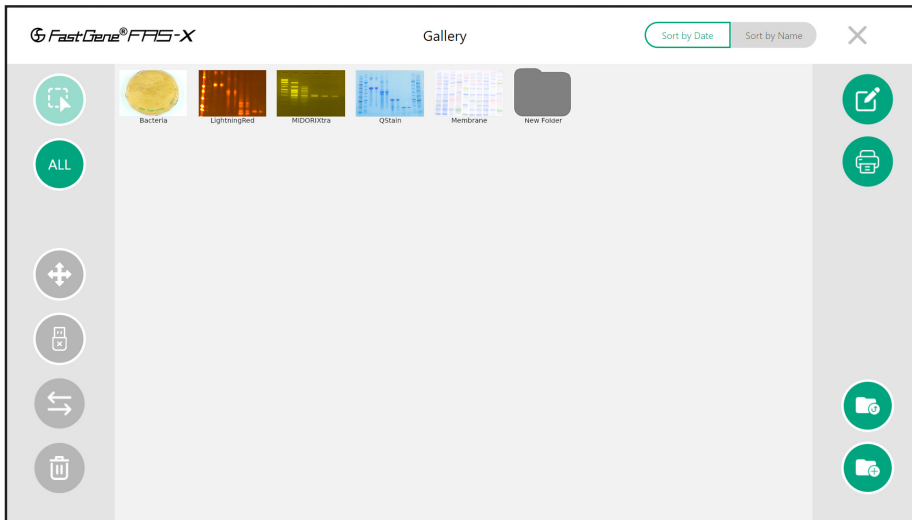 FastGene® FAS-X
Gallery
Sort by Date
Sort by Name
ALL
Bacteria
LightningRed
MIDORIXtra
QStain
Membrane
New Folder